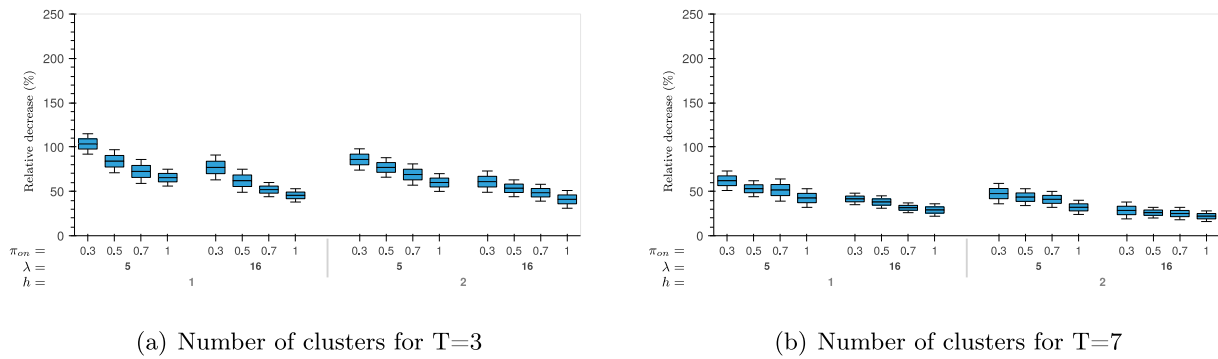 250
200
150
100
50
0
Relative decrease (%)
π_on = 0.3 0.5 0.7 1 0.3 0.5 0.7 1 0.3 0.5 0.7 1 0.3 0.5 0.7 1
λ = 5 16 5 16
h = 1 2
(a) Number of clusters for T=3
250
200
150
100
50
0
Relative decrease (%)
π_on = 0.3 0.5 0.7 1 0.3 0.5 0.7 1 0.3 0.5 0.7 1 0.3 0.5 0.7 1
λ = 5 16 5 16
h = 1 2
(b) Number of clusters for T=7